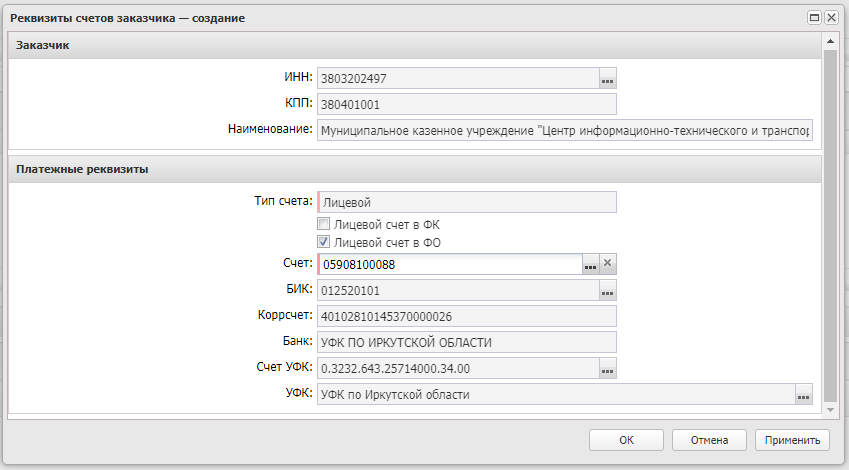 Реквизиты счетов заказчика — создание
Заказчик
ИНН: 3803202497
КПП: 380401001
Наименование: Муниципальное казенное учреждение "Центр информационно-технического и транспор
Платежные реквизиты
Тип счета: Лицевой
Лицевой счет в ФК
Лицевой счет в ФО
Счет: 05908100088
БИК: 012520101
Коррсчет: 40102810145370000026
Банк: УФК ПО ИРКУТСКОЙ ОБЛАСТИ
Счет УФК: 0.3232.643.25714000.34.00
УФК: УФК по Иркутской области
ОК Отмена Применить